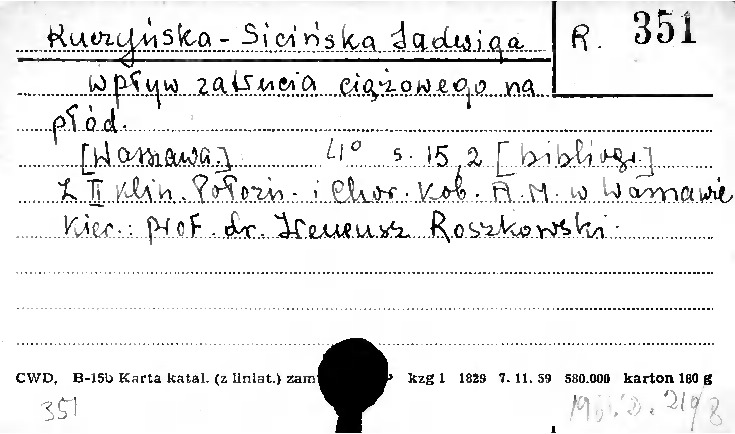 Kuczyńska-Sicińska Jadwiga R. 351
Wpływ zatrucia ciążowego na
płód.
[Warszawa.] 4° s. 15, 2 [bibliogr.]
Z II Klin. Położn. i Chor. Kob. A.M. w Warszawie
Kier.: prof. dr. Ireneusz Roszkowski.
CWD, B-15b Karta katal. (z liniat.) zam kzg 1 1829 7. 11. 59 580.000 karton 160 g
351